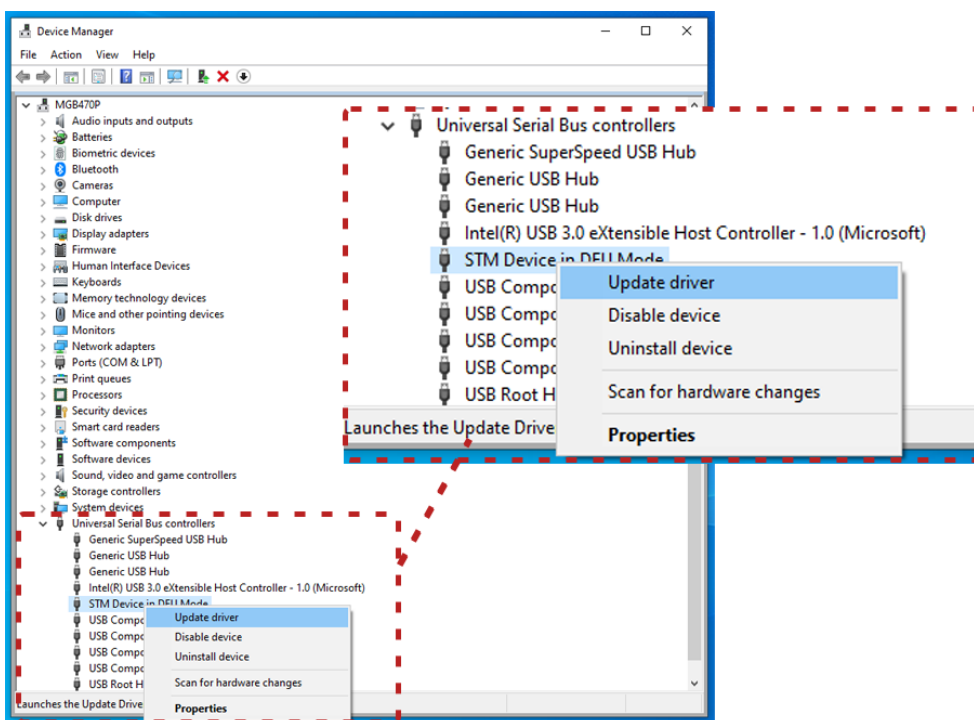 Device Manager
File Action View Help
MGB470P
Audio inputs and outputs
Batteries
Biometric devices
Bluetooth
Cameras
Computer
Disk drives
Display adapters
Firmware
Human Interface Devices
Keyboards
Memory technology devices
Mice and other pointing devices
Monitors
Network adapters
Ports (COM & LPT)
Print queues
Processors
Security devices
Smart card readers
Software components
Software devices
Sound, video and game controllers
Storage controllers
System devices
Universal Serial Bus controllers
Generic SuperSpeed USB Hub
Generic USB Hub
Generic USB Hub
Intel(R) USB 3.0 eXtensible Host Controller - 1.0 (Microsoft)
STM Device in DFU Mode
USB Compo
USB Compo
USB Compo
USB Compo
USB Root H
Launches the Update Drive
Update driver
Disable device
Uninstall device
Scan for hardware changes
Properties
Universal Serial Bus controllers
Generic SuperSpeed USB Hub
Generic USB Hub
Generic USB Hub
Intel(R) USB 3.0 eXtensible Host Controller - 1.0 (Microsoft)
STM Device in DFU Mode
USB Compo
USB Compo
USB Compo
USB Compo
USB Root H
Launches the Update Drive
Update driver
Disable device
Uninstall device
Scan for hardware changes
Properties